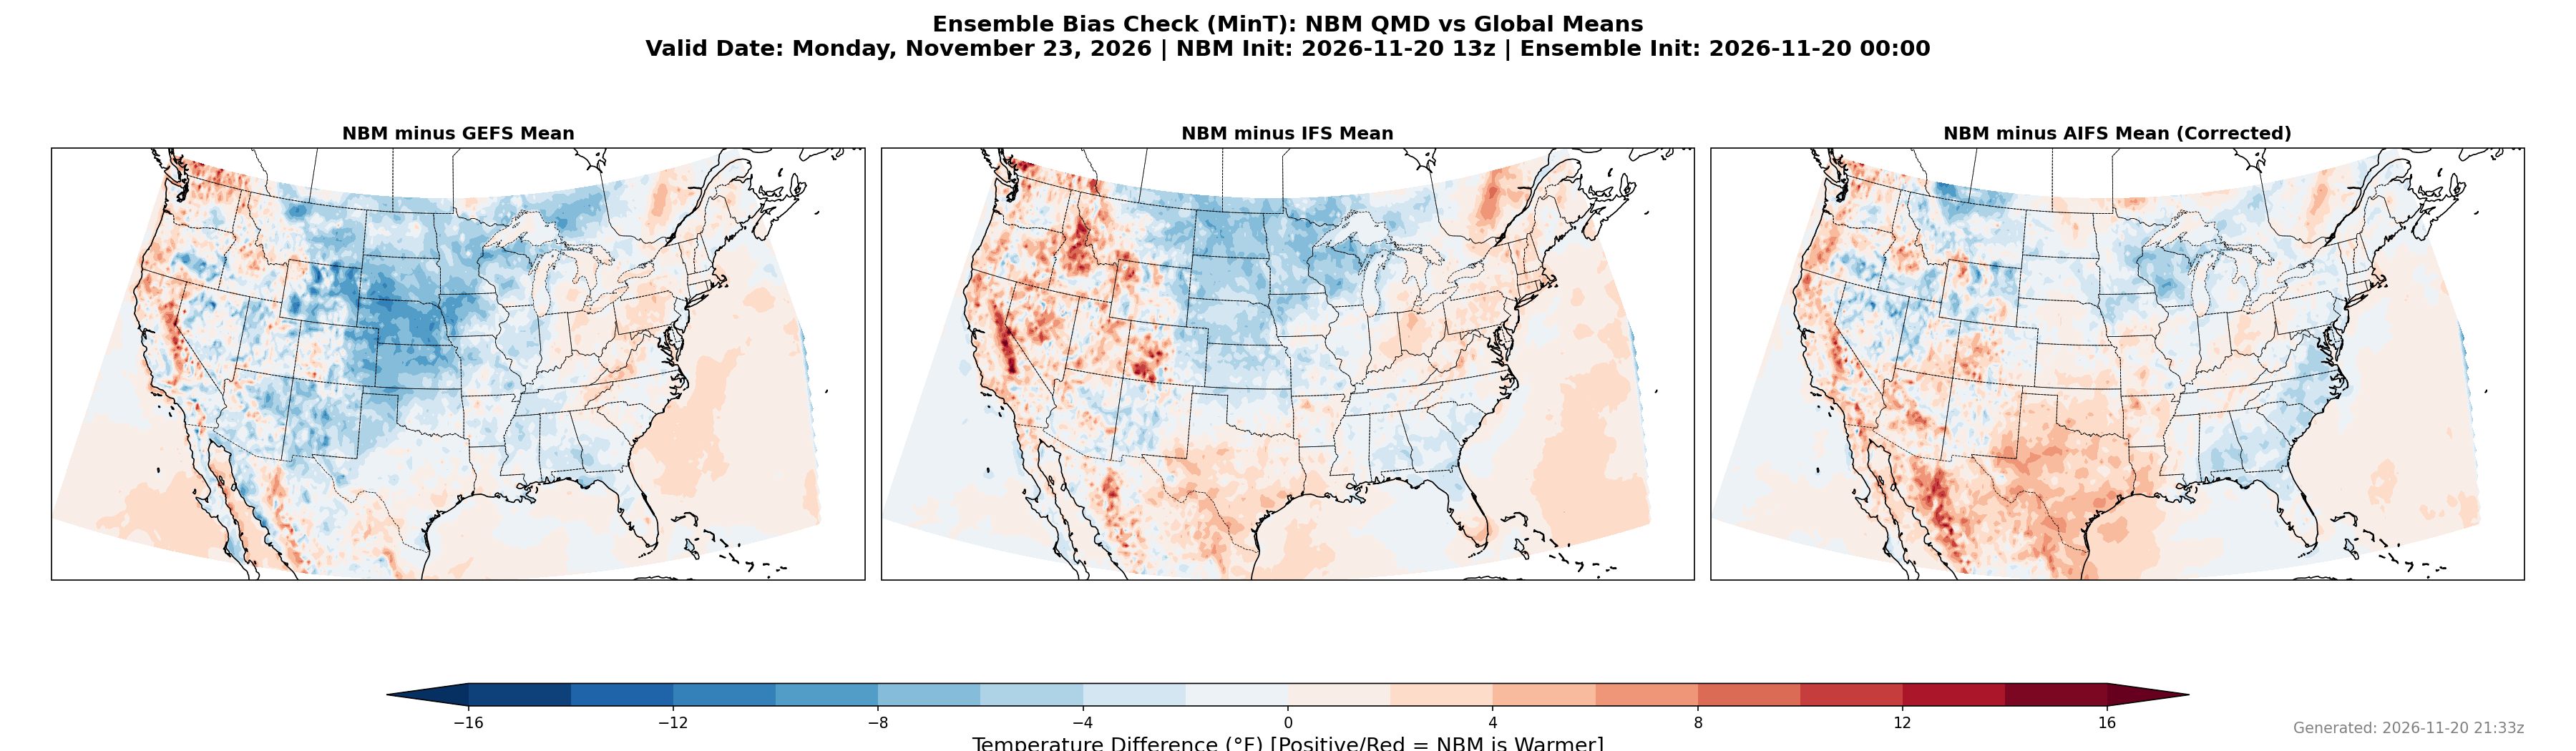 Ensemble Bias Check (MinT): NBM QMD vs Global Means
Valid Date: Monday, November 23, 2026 | NBM Init: 2026-11-20 13z | Ensemble Init: 2026-11-20 00:00
NBM minus GEFS Mean
NBM minus IFS Mean
NBM minus AIFS Mean (Corrected)
−16
−12
−8
−4
0
4
8
12
16
Temperature Difference (°F) [Positive/Red = NBM is Warmer]
Generated: 2026-11-20 21:33z